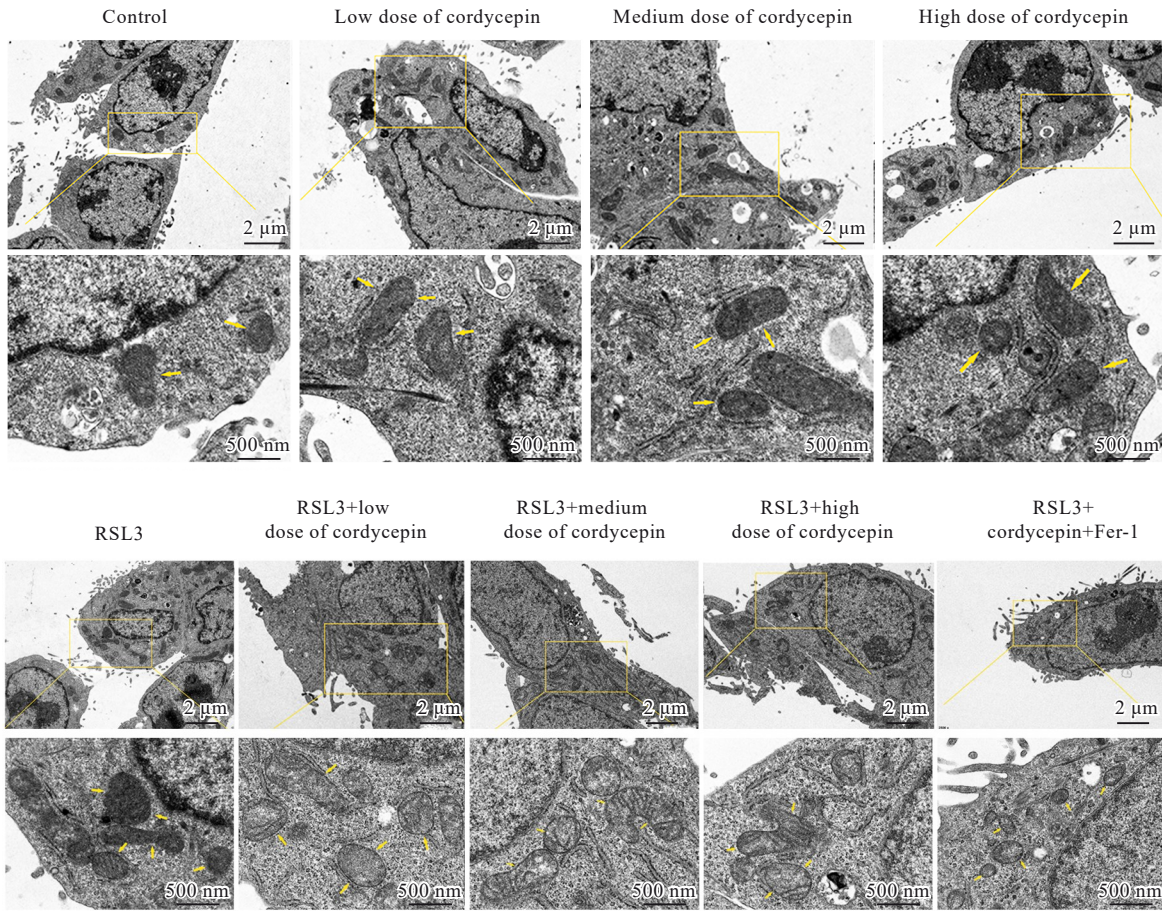 Control
Low dose of cordycepin
Medium dose of cordycepin
High dose of cordycepin
2 μm
2 μm
2 μm
2 μm
500 nm
500 nm
500 nm
500 nm
RSL3
RSL3+low
dose of cordycepin
RSL3+medium
dose of cordycepin
RSL3+high
dose of cordycepin
RSL3+
cordycepin+Fer-1
2 μm
2 μm
2 μm
2 μm
2 μm
500 nm
500 nm
500 nm
500 nm
500 nm